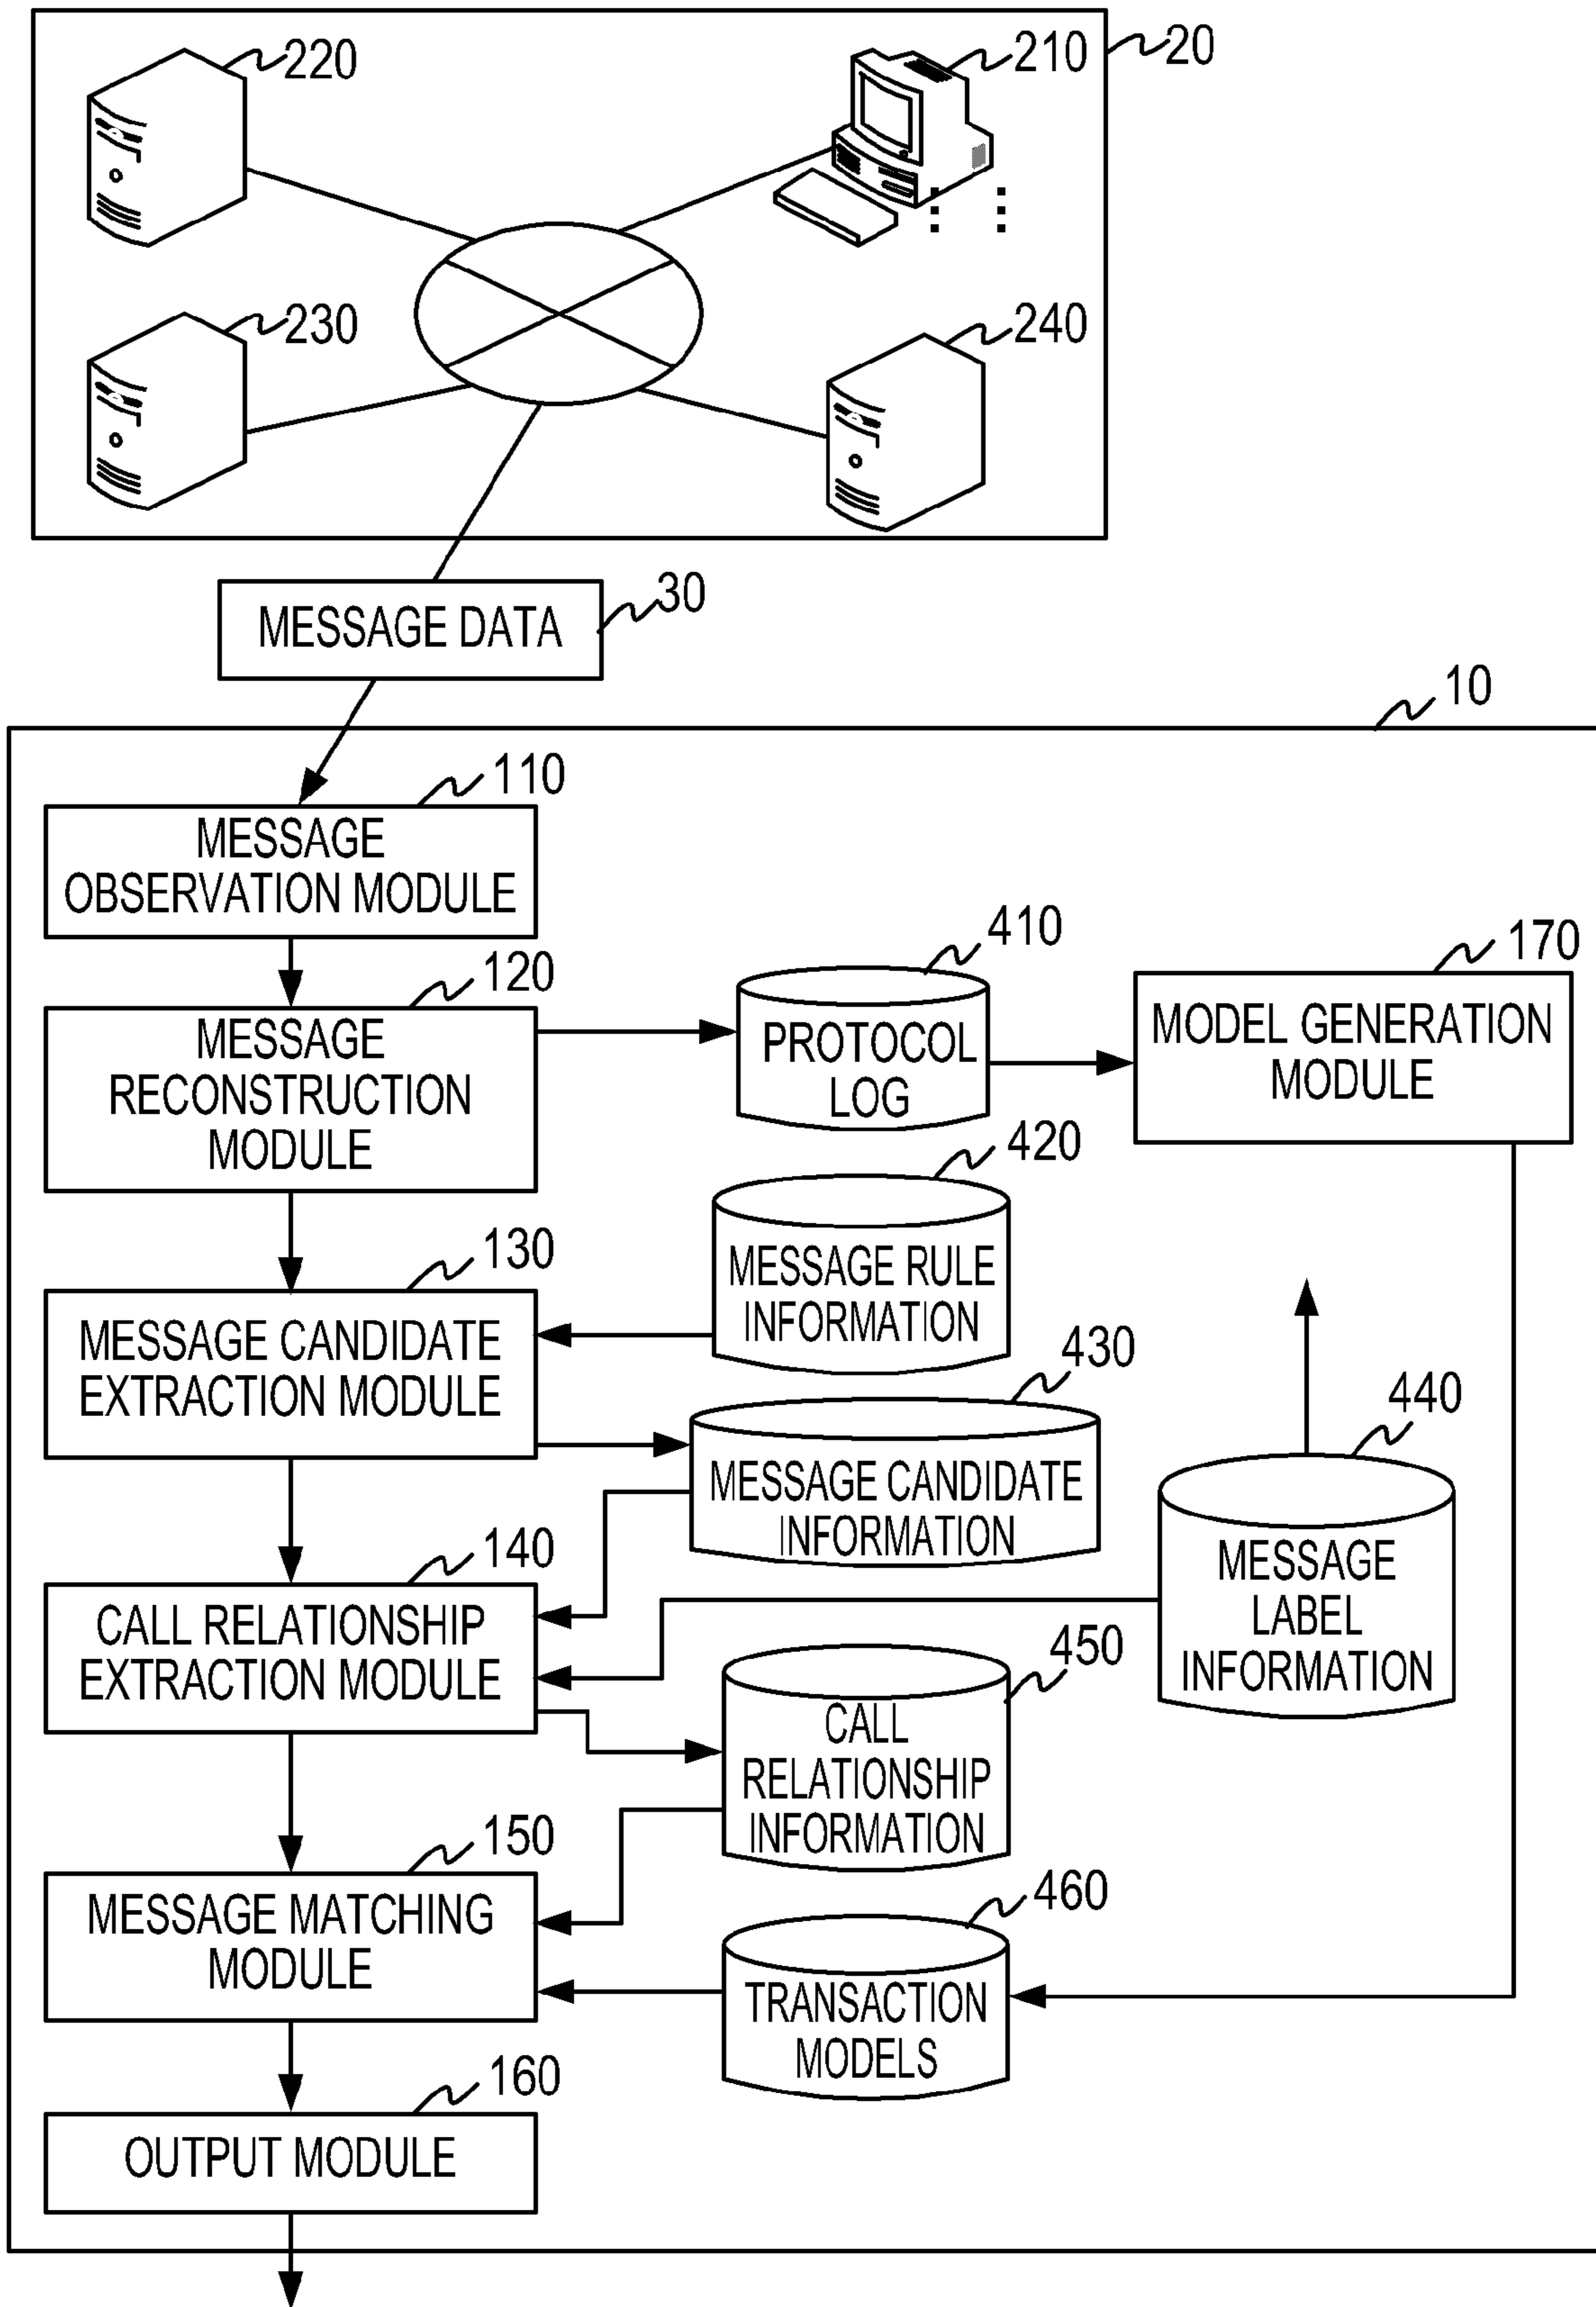 220
210
20
230
240
30
MESSAGE DATA
10
110
MESSAGE
OBSERVATION MODULE
120
MESSAGE
RECONSTRUCTION
MODULE
410
PROTOCOL
LOG
170
MODEL GENERATION
MODULE
420
MESSAGE RULE
INFORMATION
130
MESSAGE CANDIDATE
EXTRACTION MODULE
430
MESSAGE CANDIDATE
INFORMATION
440
MESSAGE
LABEL
INFORMATION
140
CALL RELATIONSHIP
EXTRACTION MODULE
450
CALL
RELATIONSHIP
INFORMATION
150
MESSAGE MATCHING
MODULE
460
TRANSACTION
MODELS
160
OUTPUT MODULE